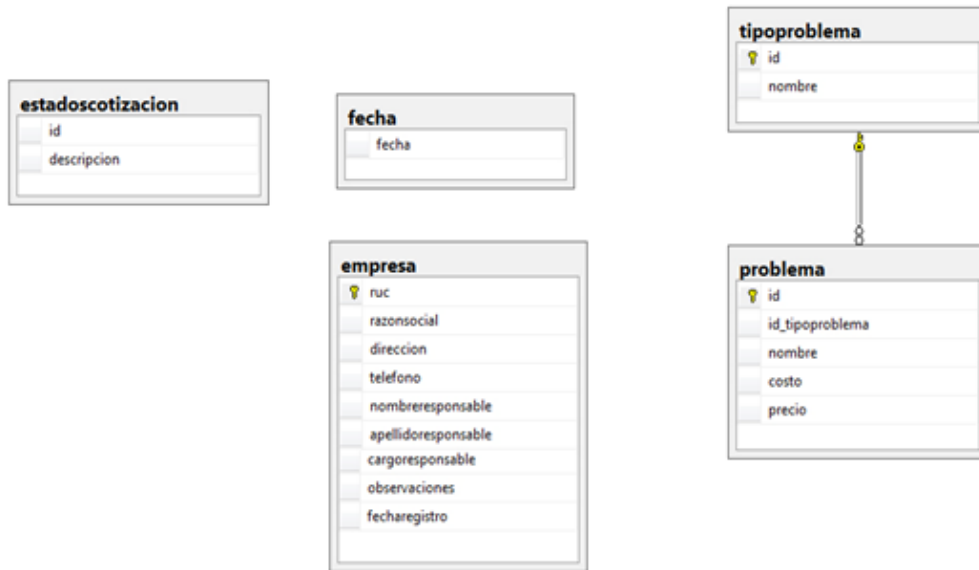 estadoscotizacion
id
descripcion
fecha
fecha
empresa
ruc
razonsocial
direccion
telefono
nombreresponsable
apellidoresponsable
cargoresponsable
observaciones
fecharegistro
tipoproblema
id
nombre
problema
id
id_tipoproblema
nombre
costo
precio